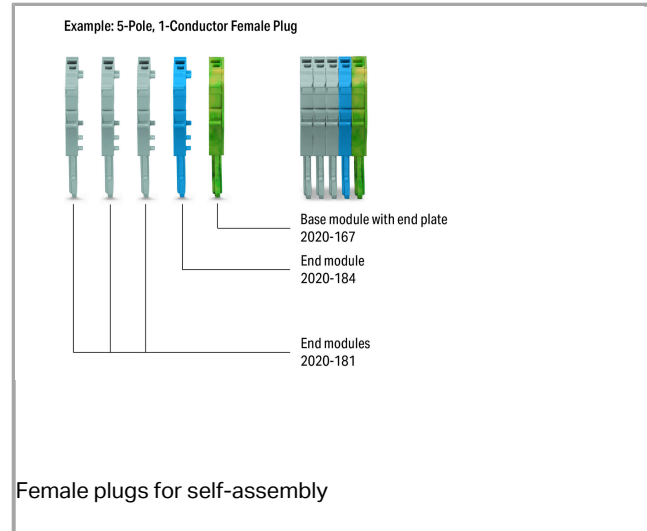 Example: 5-Pole, 1-Conductor Female Plug
Base module with end plate
2020-167
End module
2020-184
End modules
2020-181
Female plugs for self-assembly